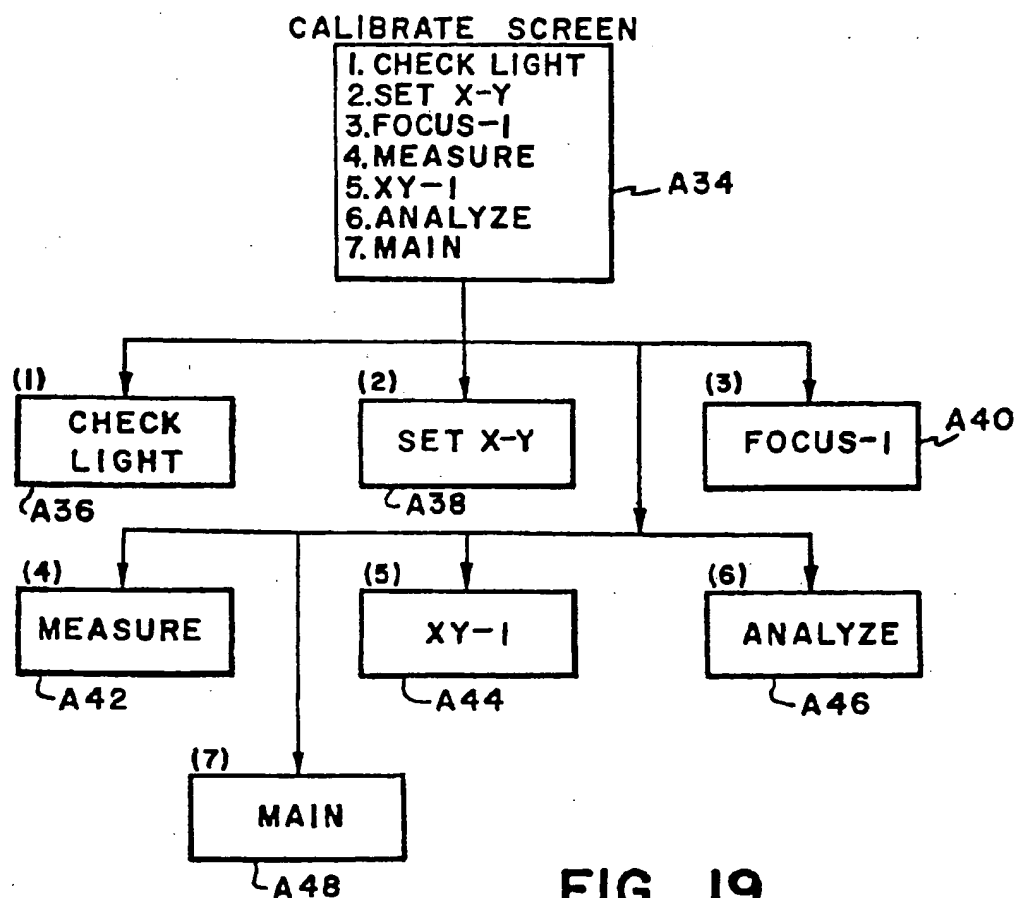 CALIBRATE SCREEN
1. CHECK LIGHT
2. SET X-Y
3. FOCUS-1
4. MEASURE
5. XY-1
6. ANALYZE
7. MAIN
A34
(1)
CHECK
LIGHT
A36
(2)
SET X-Y
A38
(3)
FOCUS-1
A40
(4)
MEASURE
A42
(5)
XY-1
A44
(6)
ANALYZE
A46
(7)
MAIN
A48
FIG. 19